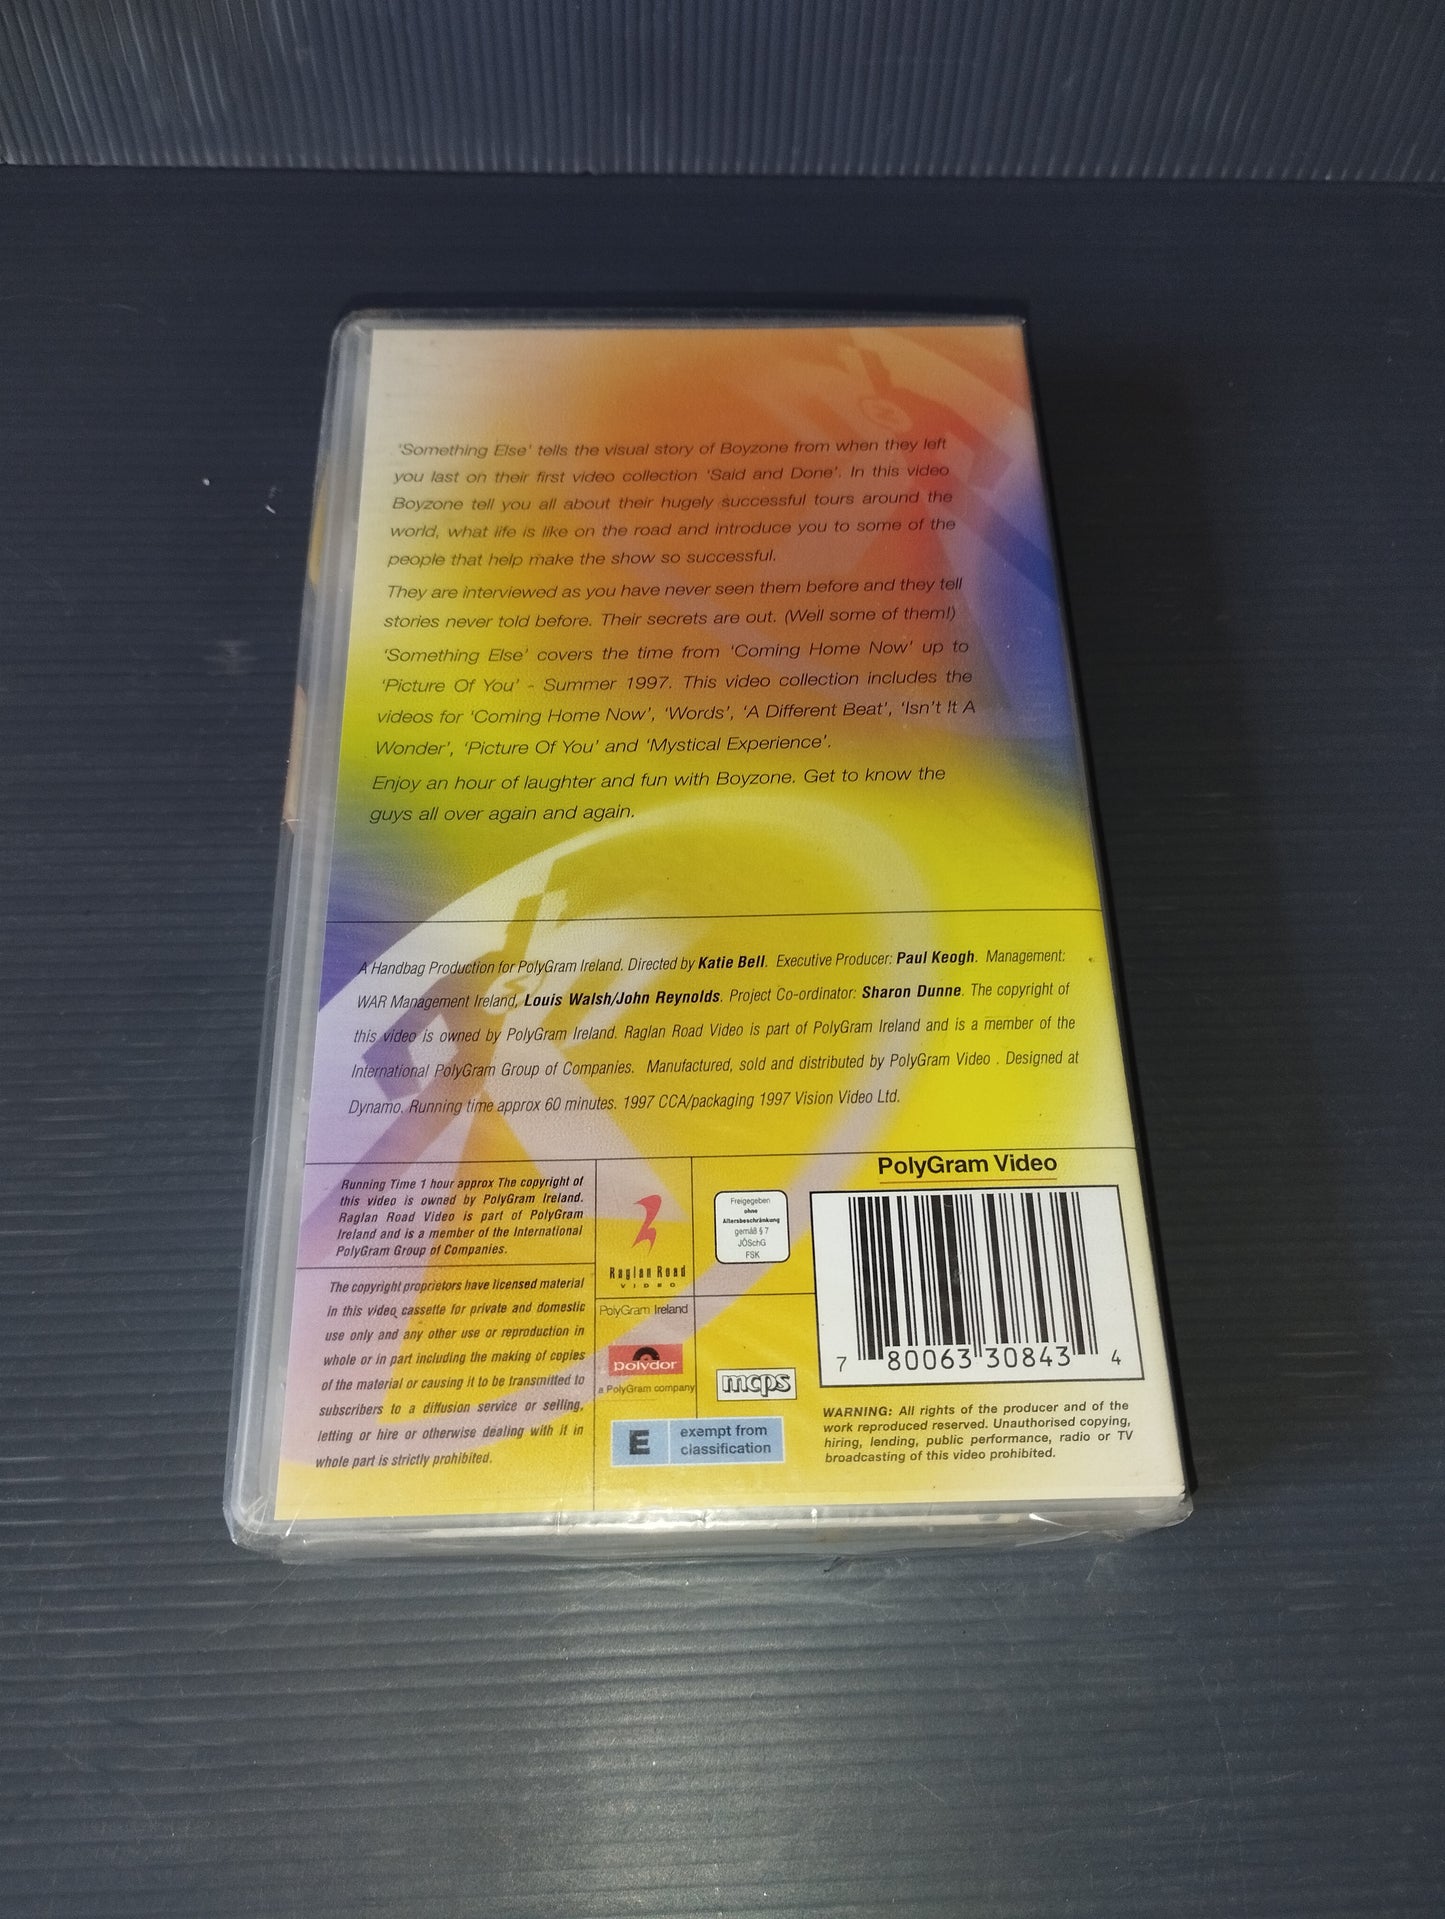 'Something Else' tells the visual story of Boyzone from when they left
you last on their first video collection 'Said and Done'. In this video
Boyzone tell you all about their hugely successful tours around the
world, what life is like on the road and introduce you to some of the
people that help make the show so successful.
They are interviewed as you have never seen them before and they tell
stories never told before. Their secrets are out. (Well some of them!)
'Something Else' covers the time from 'Coming Home Now' up to
'Picture Of You' - Summer 1997. This video collection includes the
videos for 'Coming Home Now', 'Words', 'A Different Beat', 'Isn't It A
Wonder', 'Picture Of You' and 'Mystical Experience'.
Enjoy an hour of laughter and fun with Boyzone. Get to know the
guys all over again and again.
A Handbag Production for PolyGram Ireland. Directed by Katie Bell. Executive Producer: Paul Keogh. Management:
WAR Management Ireland, Louis Walsh/John Reynolds. Project Co-ordinator: Sharon Dunne. The copyright of
this video is owned by PolyGram Ireland. Raglan Road Video is part of PolyGram Ireland and is a member of the
International PolyGram Group of Companies. Manufactured, sold and distributed by PolyGram Video . Designed at
Dynamo. Running time approx 60 minutes. 1997 CCA/packaging 1997 Vision Video Ltd.
Running Time 1 hour approx The copyright of
this video is owned by PolyGram Ireland.
Raglan Road Video is part of PolyGram
Ireland and is a member of the International
PolyGram Group of Companies.
The copyright proprietors have licensed material
in this video cassette for private and domestic
use only and any other use or reproduction in
whole or in part including the making of copies
of the material or causing it to be transmitted to
subscribers to a diffusion service or selling,
letting or hire or otherwise dealing with it in
whole part is strictly prohibited.
Raglan Road
VIDEO
PolyGram Ireland
polydor
a PolyGram company
E exempt from
classification
Freigegeben
ohne
Altersbeschränkung
gemäß § 7
JÖSchG
FSK
mcps
PolyGram Video
7 80063 30843 4
WARNING: All rights of the producer and of the
work reproduced reserved. Unauthorised copying,
hiring, lending, public performance, radio or TV
broadcasting of this video prohibited.